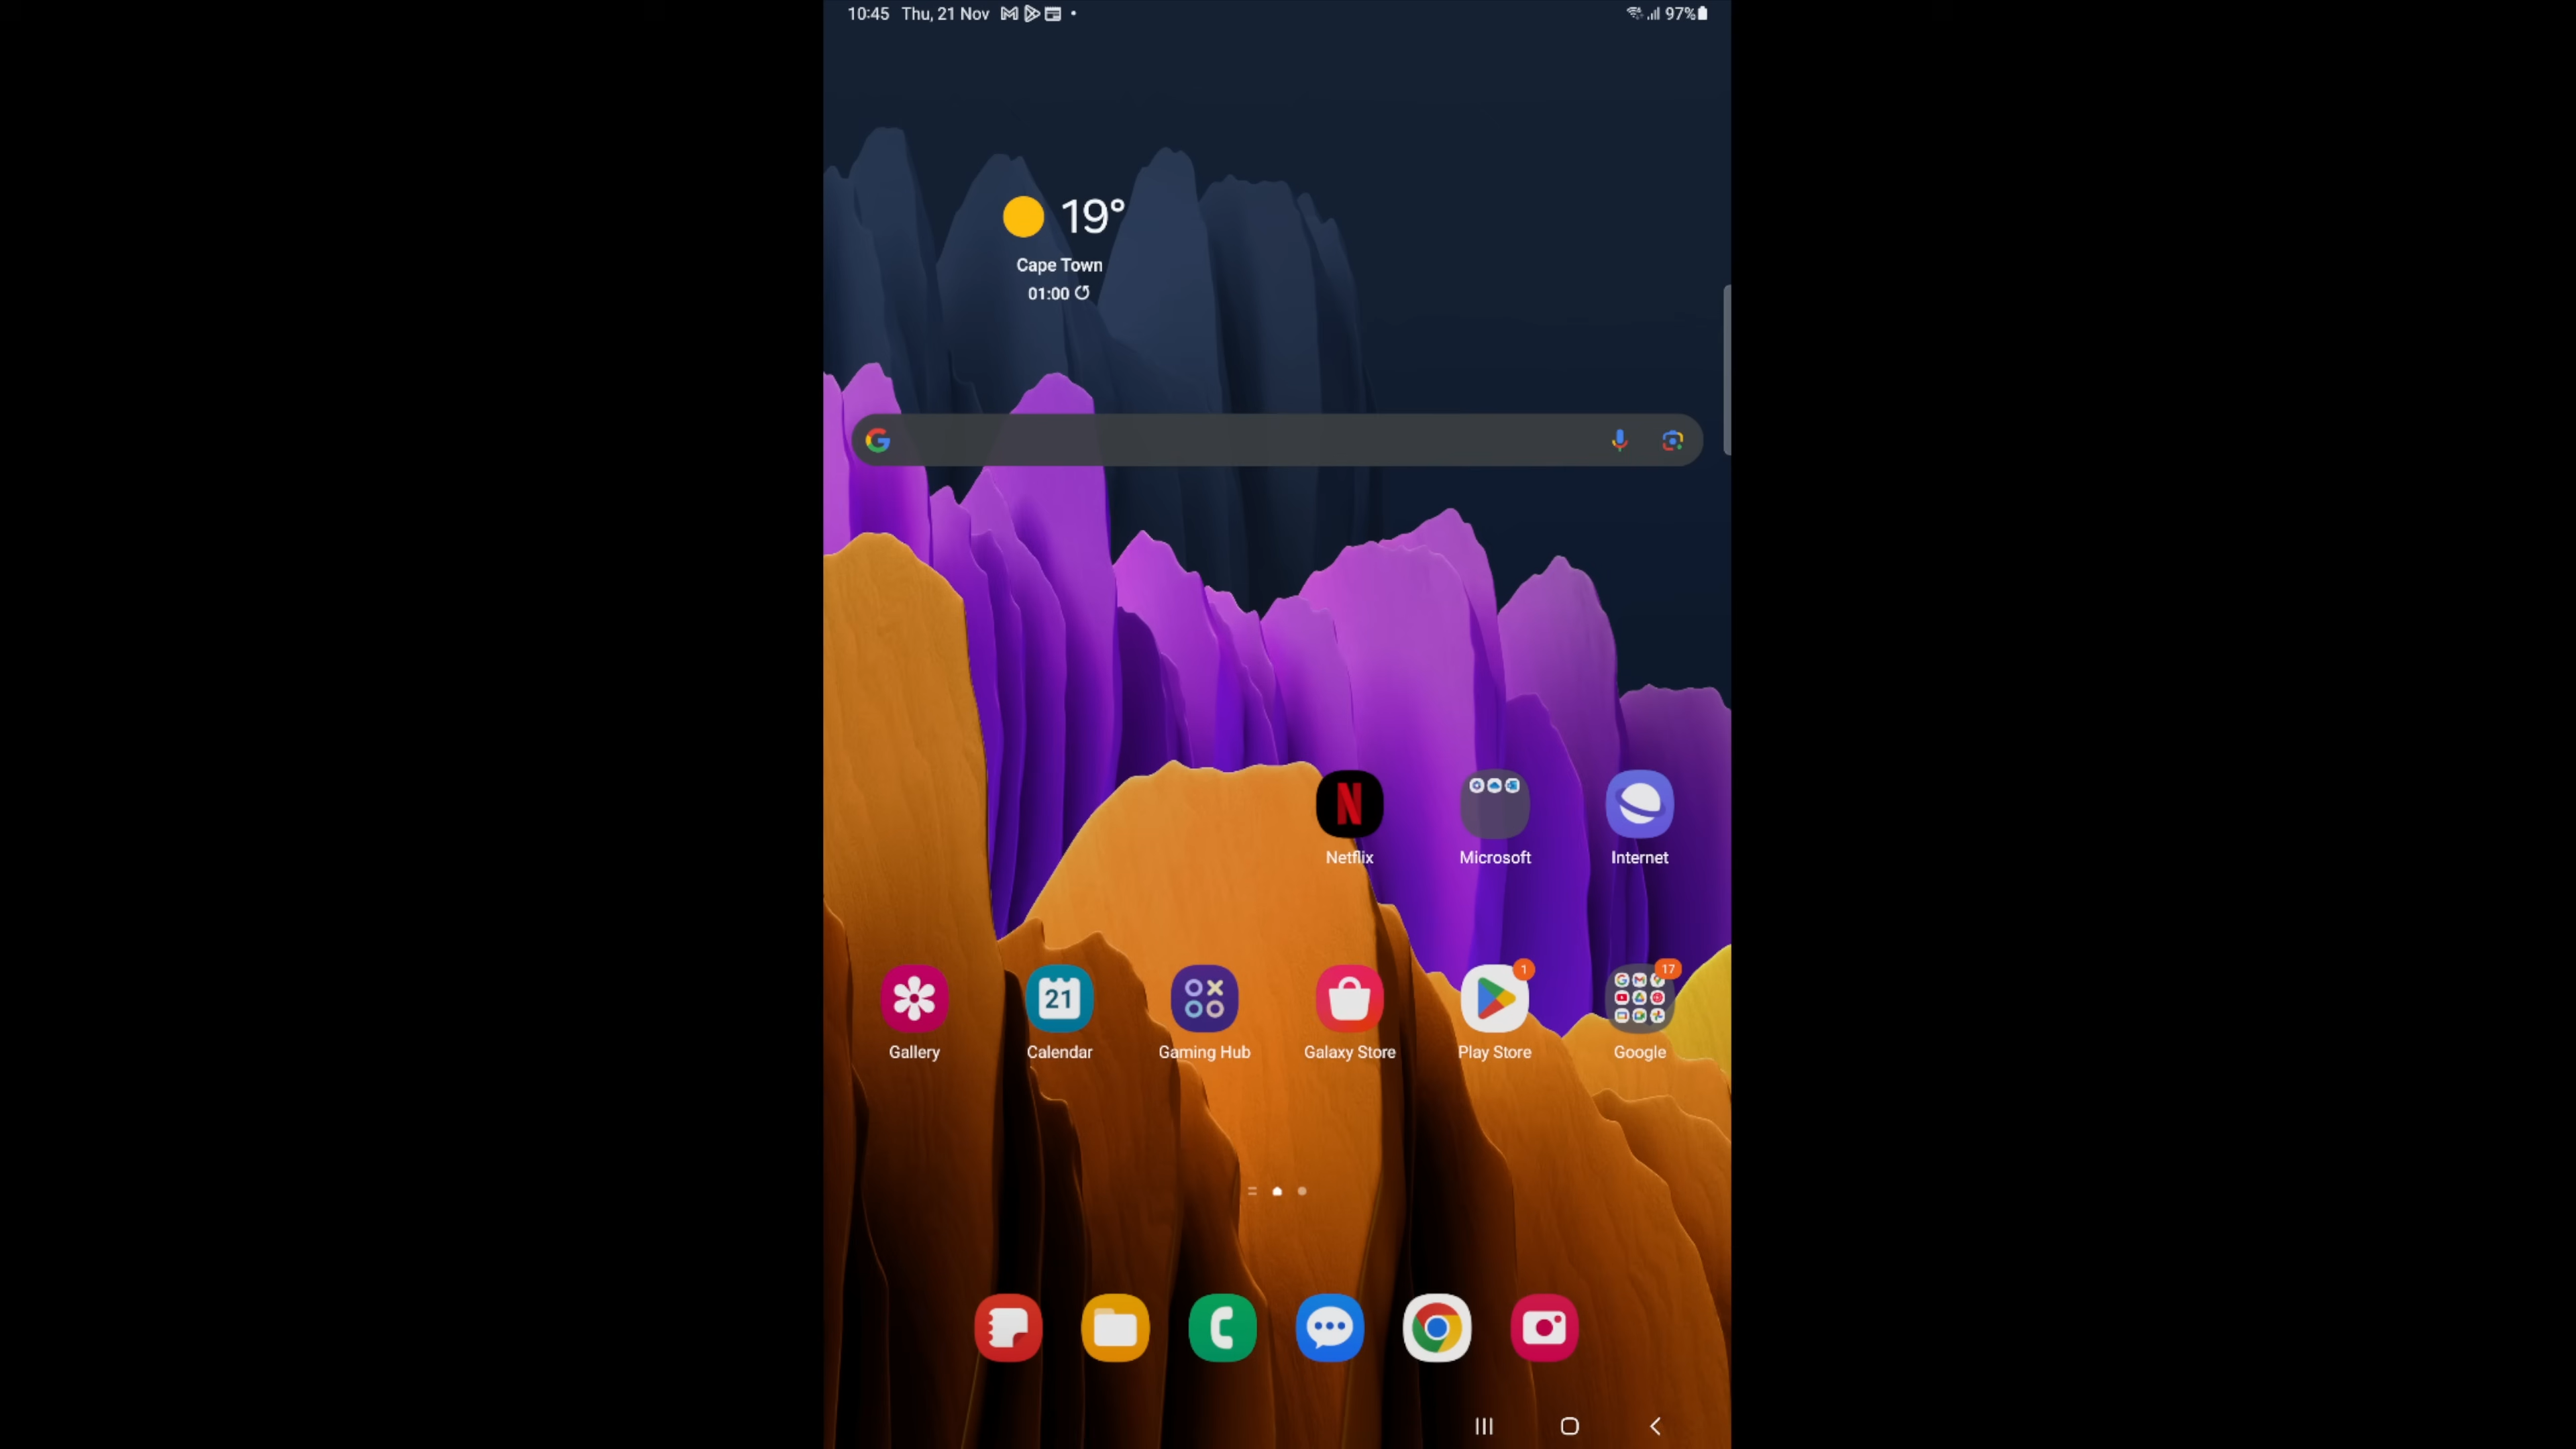 10:45 Thu, 21 Nov
97%
19°
Cape Town
01:00
Netflix
Microsoft
Internet
21
1
17
Gallery
Calendar
Gaming Hub
Galaxy Store
Play Store
Google